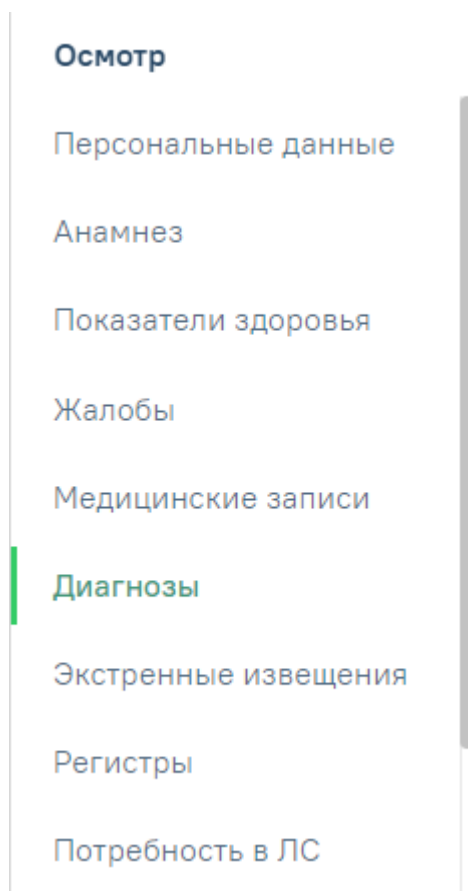 Осмотр
Персональные данные
Анамнез
Показатели здоровья
Жалобы
Медицинские записи
Диагнозы
Экстренные извещения
Регистры
Потребность в ЛС